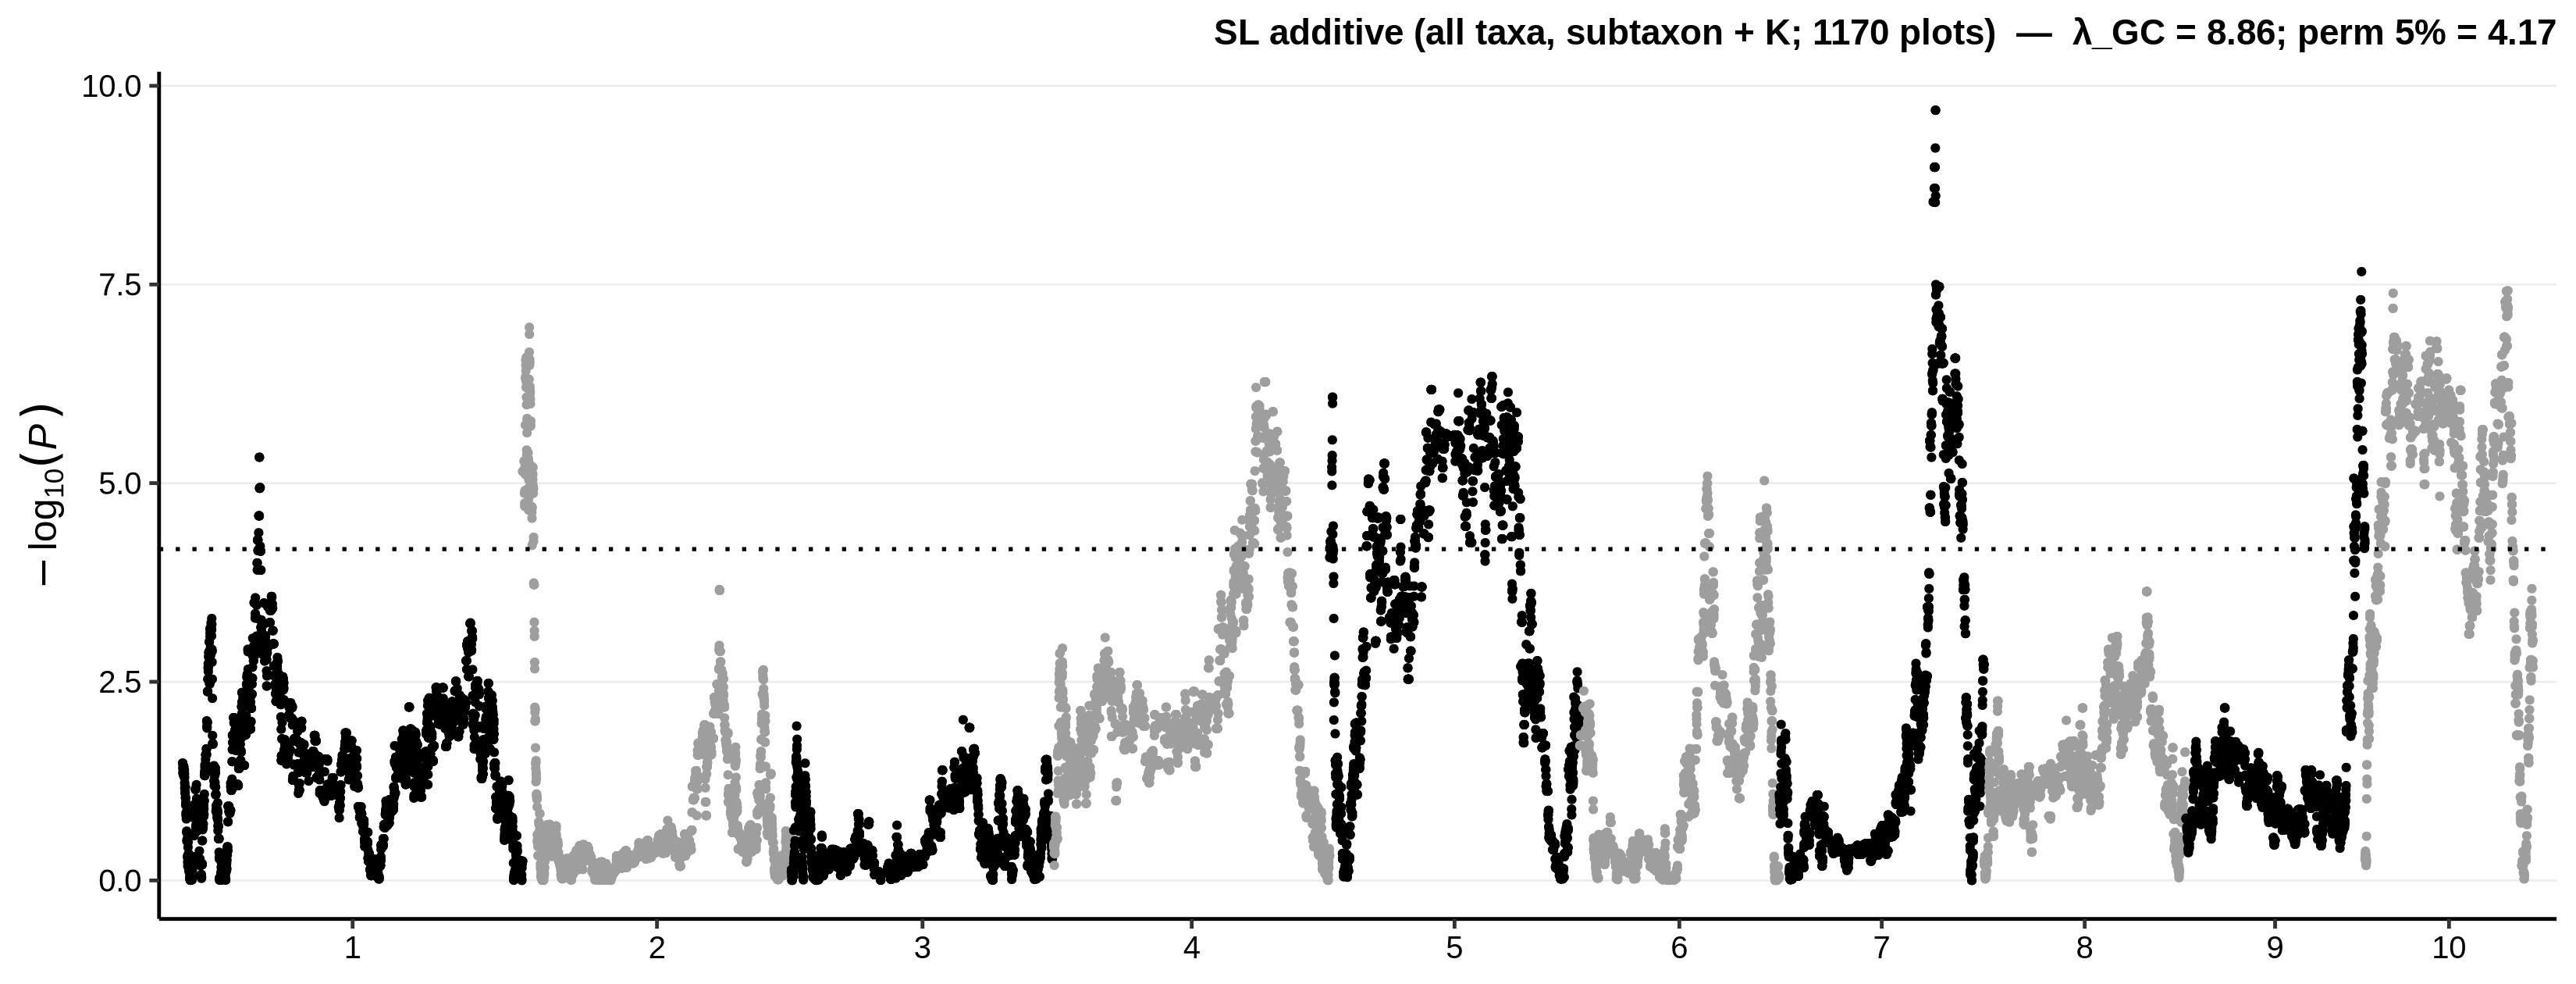 SL additive (all taxa, subtaxon + K; 1170 plots) — λ_GC = 8.86; perm 5% = 4.17
10.0
7.5
5.0
2.5
0.0
− log10(P)
1 2 3 4 5 6 7 8 9 10